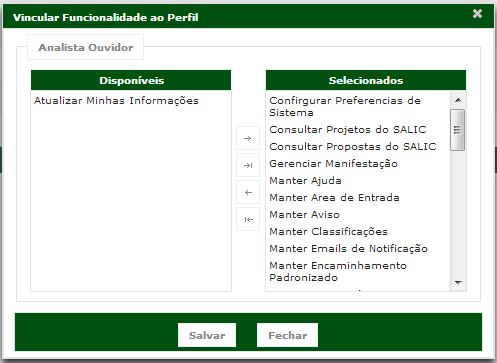 Vincular Funcionalidade ao Perfil
Analista Ouvidor
Disponíveis
Atualizar Minhas Informações
Selecionados
Confirgurar Preferencias de
Sistema
Consultar Projetos do SALIC
Consultar Propostas do SALIC
Gerenciar Manifestação
Manter Ajuda
Manter Area de Entrada
Manter Aviso
Manter Classificações
Manter Emails de Notificação
Manter Encaminhamento
Padronizado
Salvar
Fechar